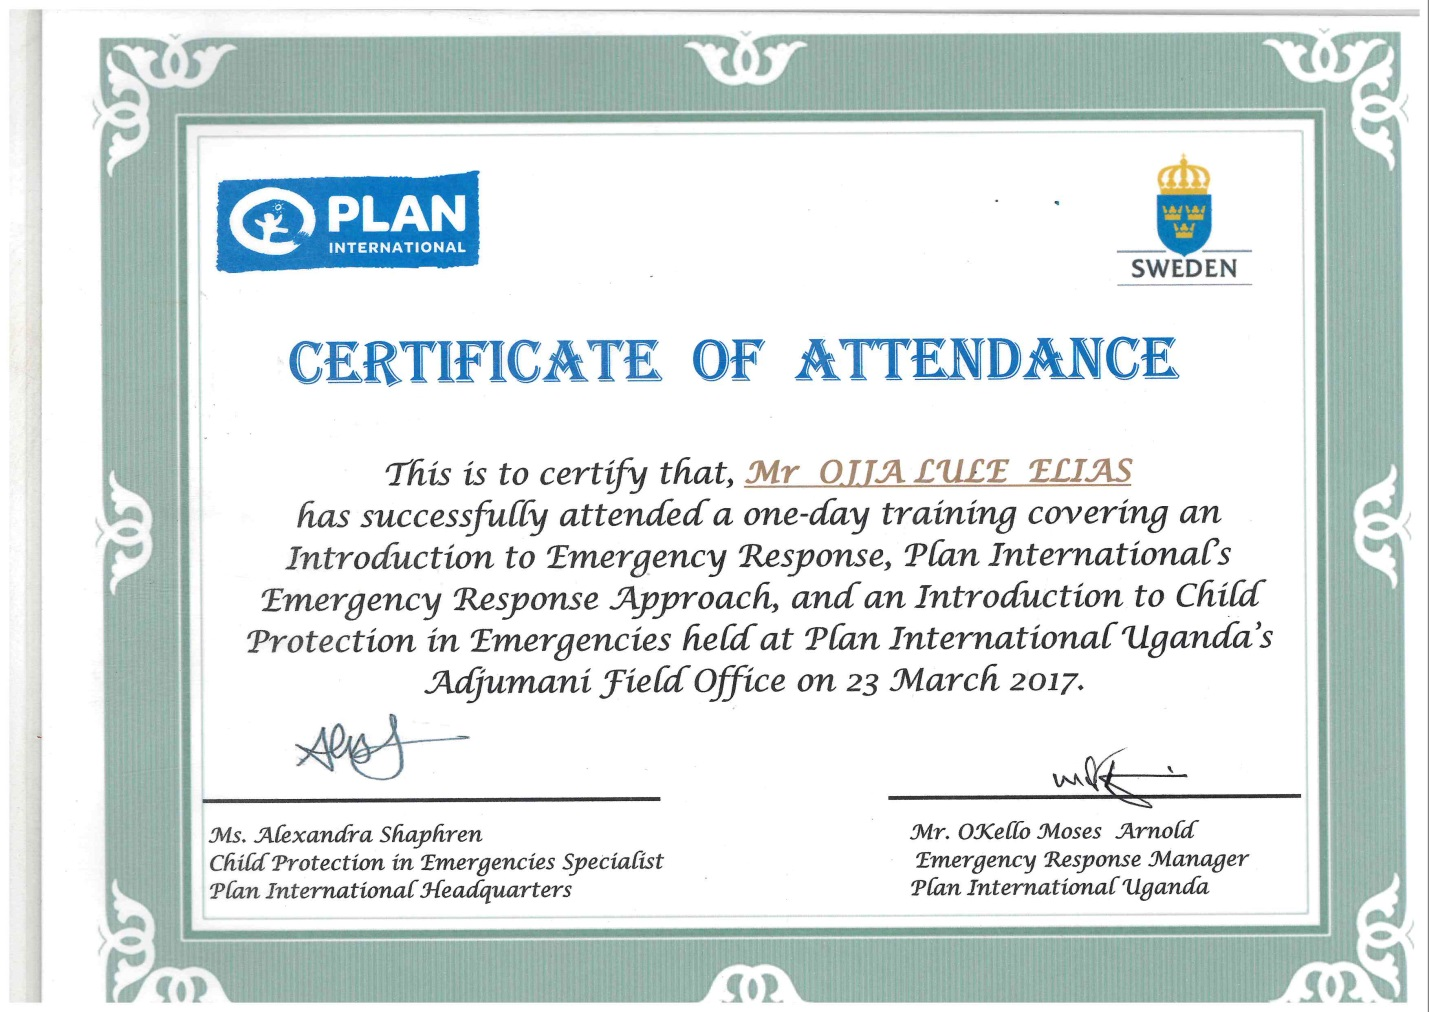 PLAN
INTERNATIONAL
SWEDEN
CERTIFICATE OF ATTENDANCE
This is to certify that, Mr OJJA LULE ELIAS
has successfully attended a one-day training covering an
Introduction to Emergency Response, Plan International's
Emergency Response Approach, and an Introduction to Child
Protection in Emergencies held at Plan International Uganda's
Adjumani Field Office on 23 March 2017.
Ms. Alexandra Shaphren
Child Protection in Emergencies Specialist
Plan International Headquarters
Mr. OKello Moses Arnold
Emergency Response Manager
Plan International Uganda